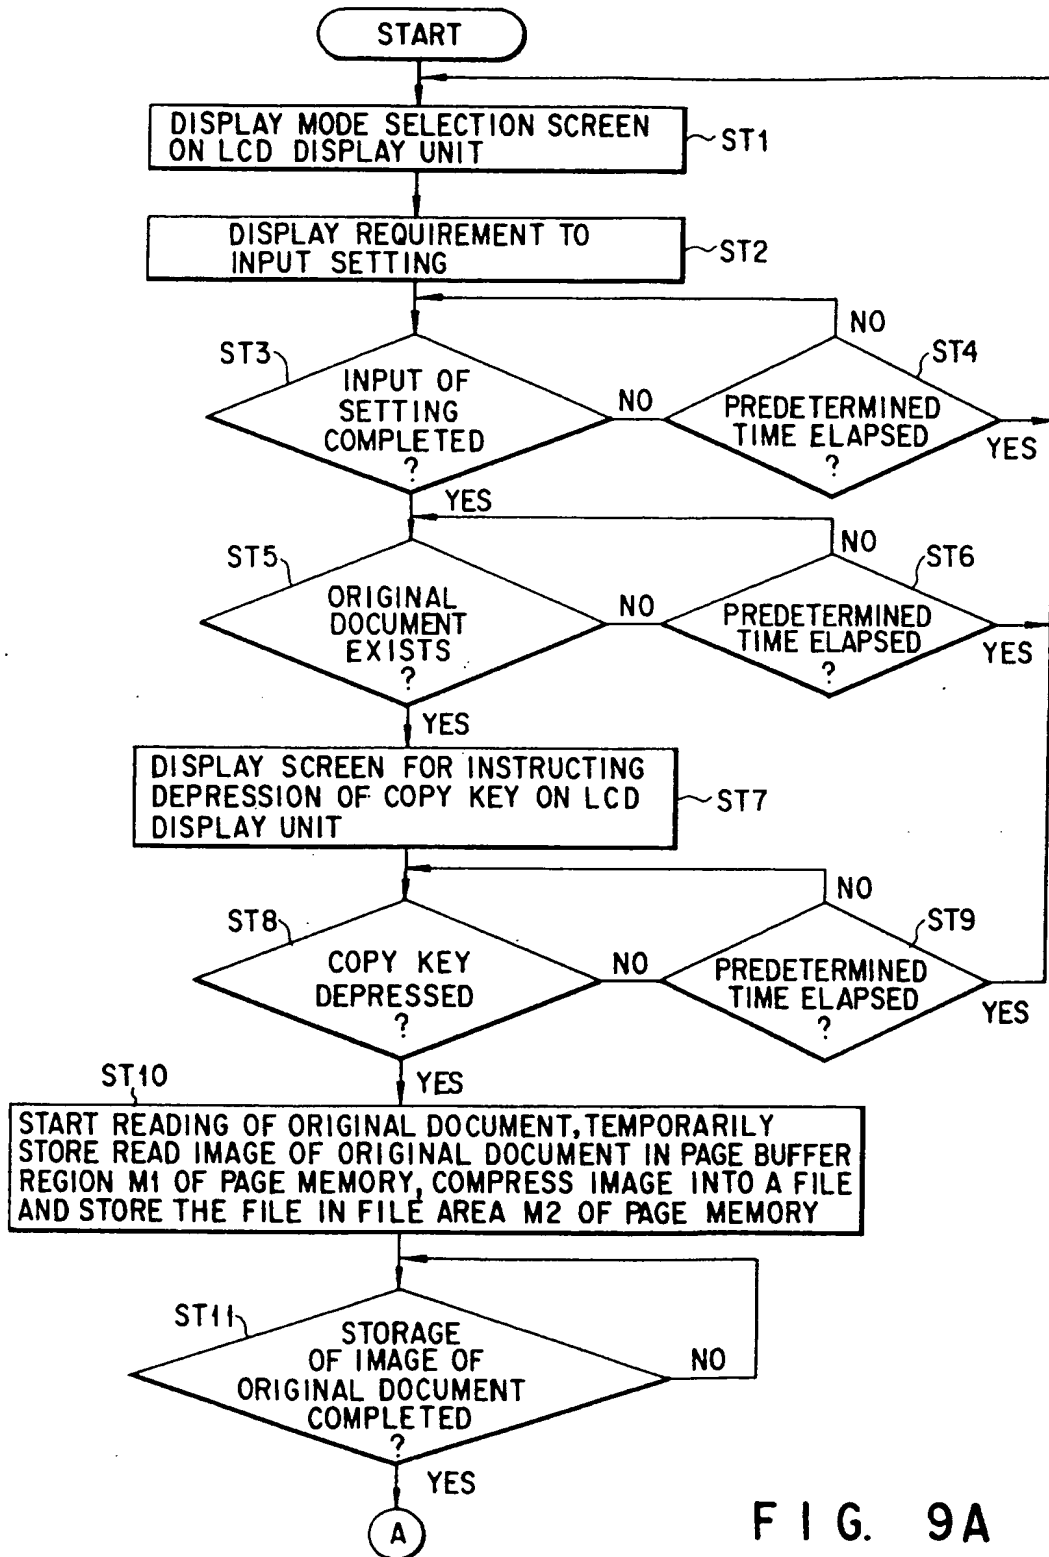 START
DISPLAY MODE SELECTION SCREEN
ON LCD DISPLAY UNIT
ST1
DISPLAY REQUIREMENT TO
INPUT SETTING
ST2
NO
ST3
ST4
INPUT OF
SETTING
COMPLETED
?
NO
PREDETERMINED
TIME ELAPSED
?
YES
YES
NO
ST5
ST6
ORIGINAL
DOCUMENT
EXISTS
?
NO
PREDETERMINED
TIME ELAPSED
?
YES
YES
DISPLAY SCREEN FOR INSTRUCTING
DEPRESSION OF COPY KEY ON LCD
DISPLAY UNIT
ST7
NO
ST8
ST9
COPY KEY
DEPRESSED
?
NO
PREDETERMINED
TIME ELAPSED
?
YES
YES
ST10
START READING OF ORIGINAL DOCUMENT, TEMPORARILY
STORE READ IMAGE OF ORIGINAL DOCUMENT IN PAGE BUFFER
REGION M1 OF PAGE MEMORY, COMPRESS IMAGE INTO A FILE
AND STORE THE FILE IN FILE AREA M2 OF PAGE MEMORY
ST11
STORAGE
OF IMAGE OF
ORIGINAL DOCUMENT
COMPLETED
?
NO
YES
A
FIG. 9A